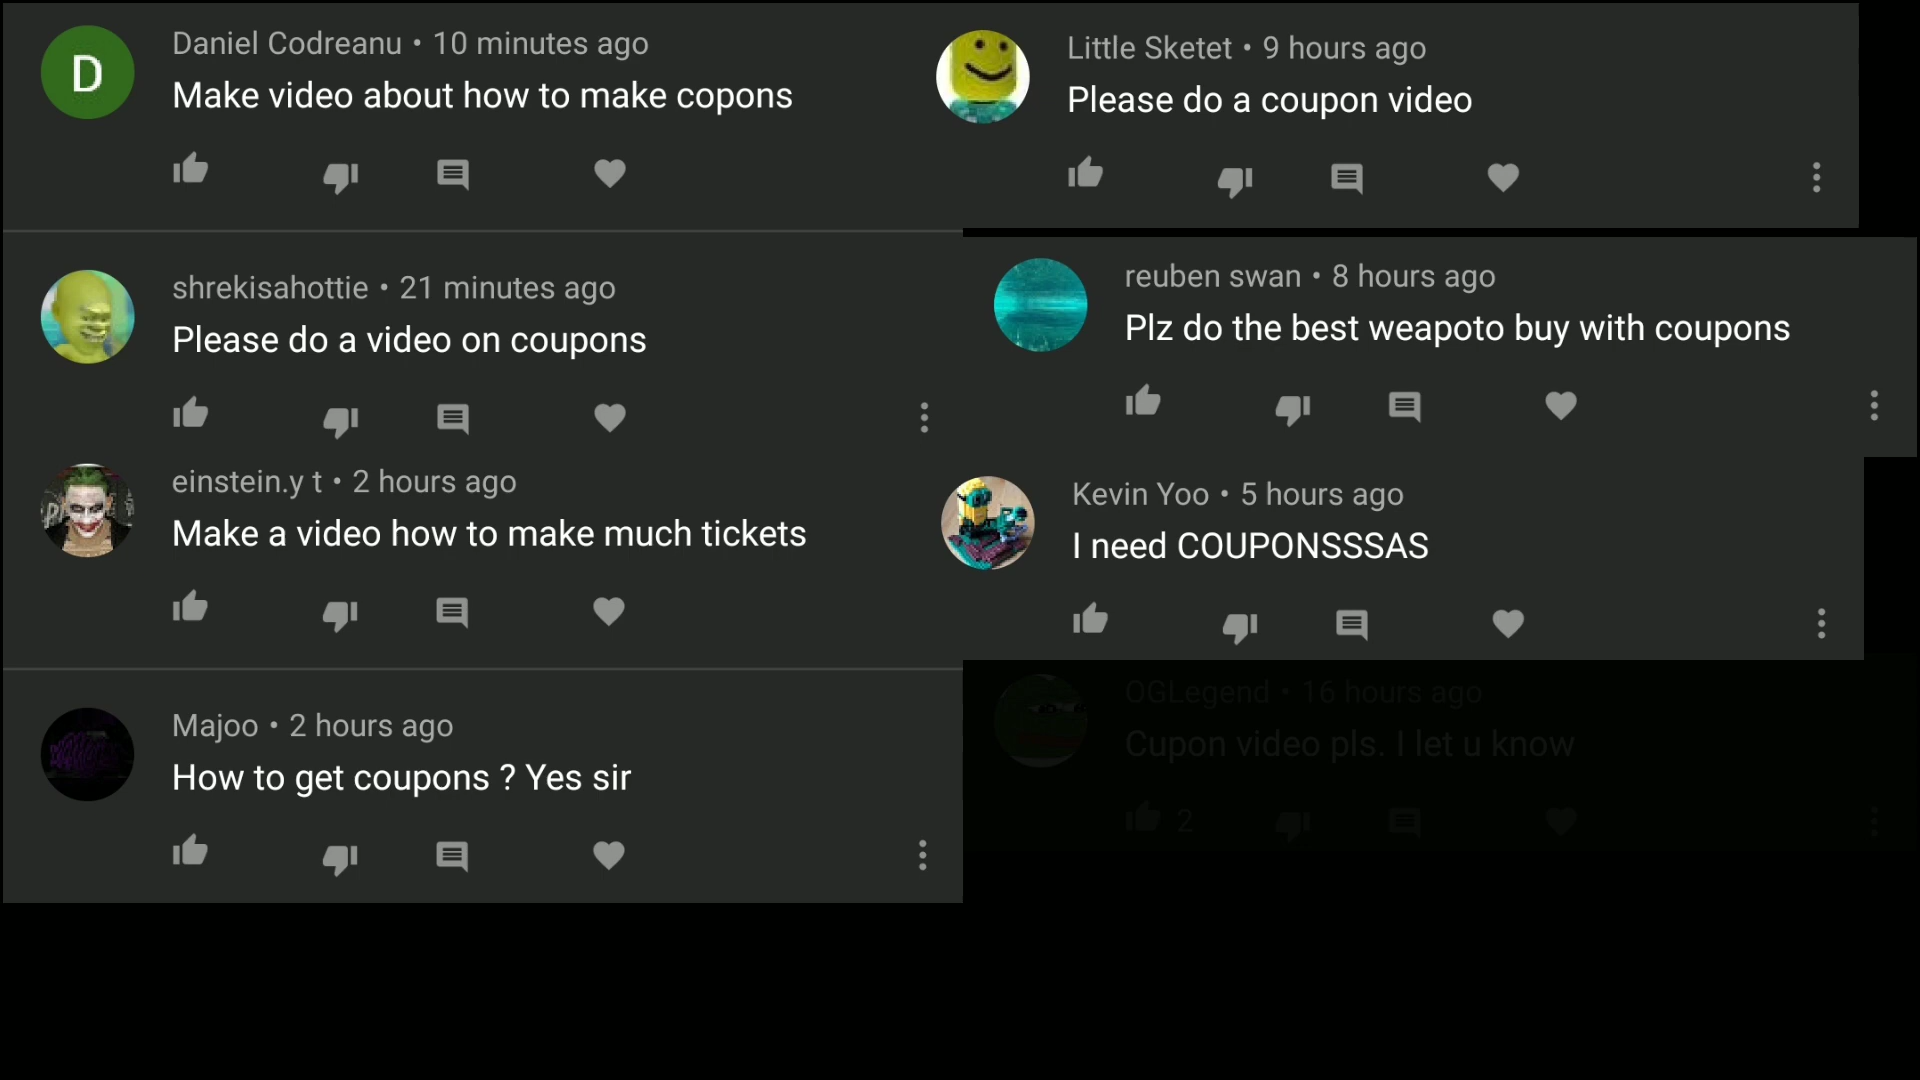 Daniel Codreanu • 10 minutes ago
Make video about how to make copons
shrekisahottie • 21 minutes ago
Please do a video on coupons
einstein.y t • 2 hours ago
Make a video how to make much tickets
Majoo • 2 hours ago
How to get coupons ? Yes sir
Little Sketet • 9 hours ago
Please do a coupon video
reuben swan • 8 hours ago
Plz do the best weapoto buy with coupons
Kevin Yoo • 5 hours ago
I need COUPONSSSAS
OGLegend • 16 hours ago
Cupon video pls. I let u know
2